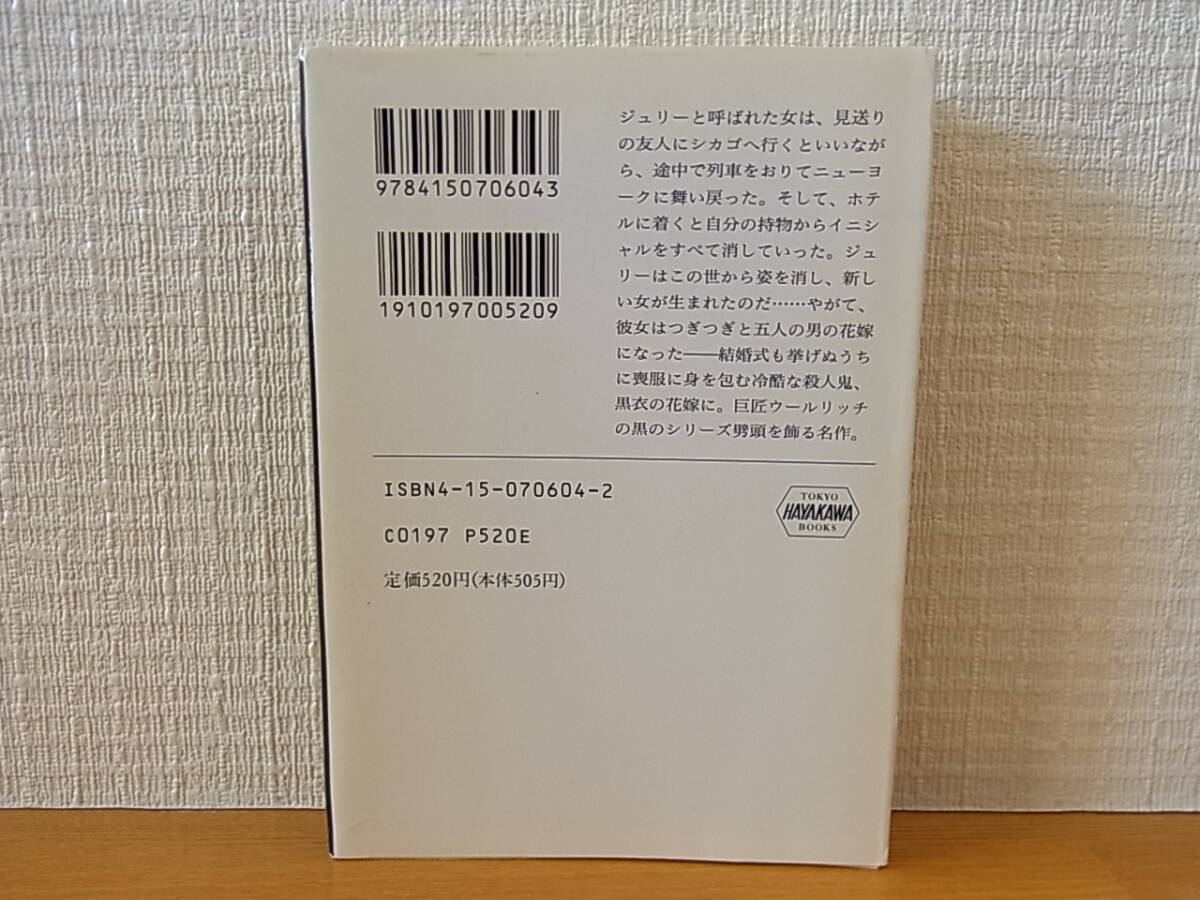 9784150706043
1910197005209
ジュリーと呼ばれた女は、見送り
の友人にシカゴへ行くといいなが
ら、途中で列車をおりてニューヨ
ークに舞い戻った。そして、ホテ
ルに着くと自分の持物からイニシ
ャルをすべて消していった。ジュ
リーはこの世から姿を消し、新し
い女が生まれたのだ……やがて、
彼女はつぎつぎと五人の男の花嫁
になった——結婚式も挙げぬうち
に喪服に身を包む冷酷な殺人鬼、
黒衣の花嫁に。巨匠ウールリッチ
の黒のシリーズ劈頭を飾る名作。
ISBN4-15-070604-2
C0197 P520E
定価520円(本体505円)
TOKYO
HAYAKAWA
BOOKS